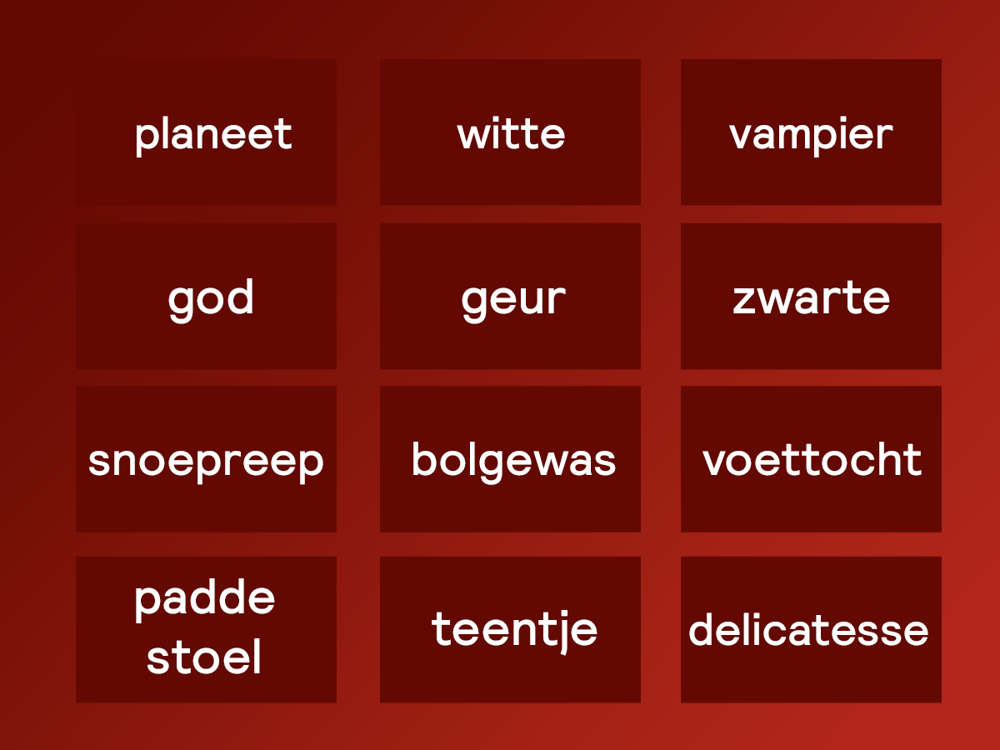 planeet
witte
vampier
god
geur
zwarte
snoepreep
bolgewas
voettocht
padde
stoel
teentje
delicatesse